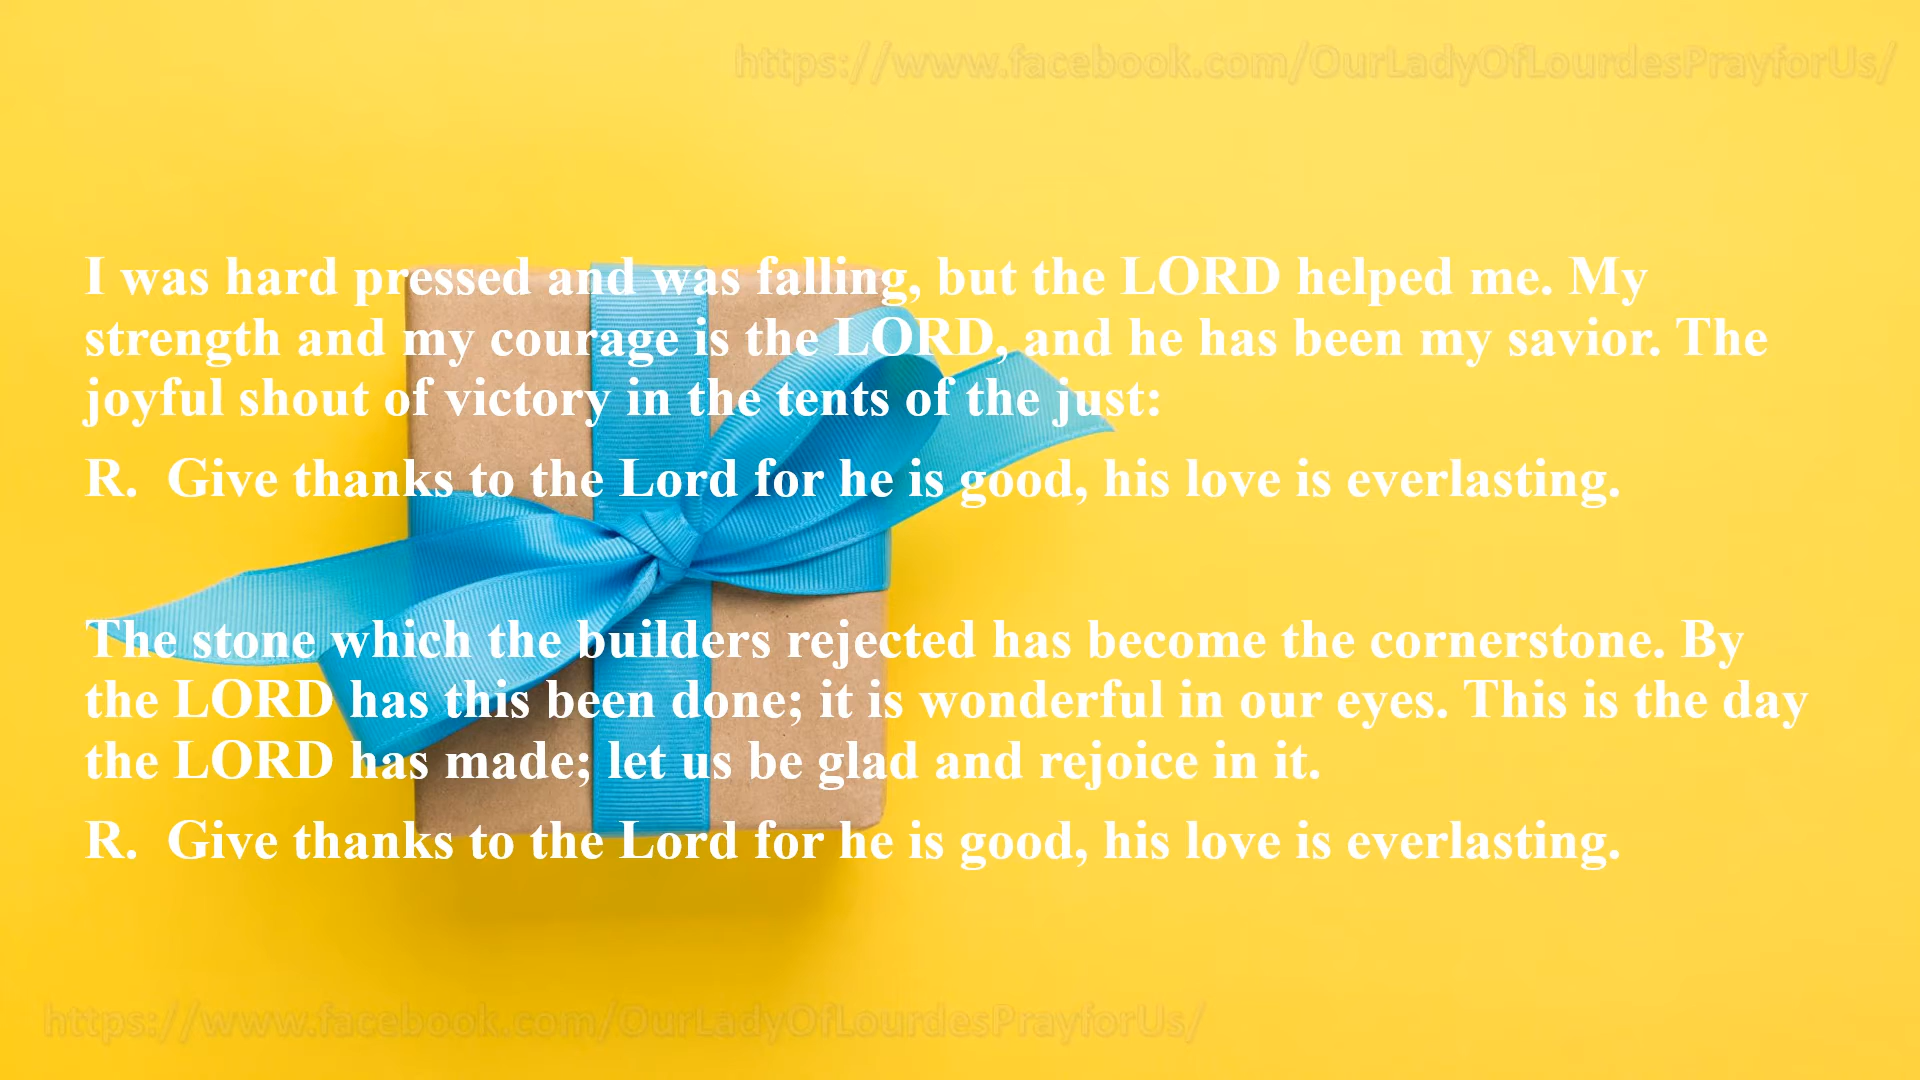 https://www.facebook.com/OurLadyOfLourdesPrayforUs/
I was hard pressed and was falling, but the LORD helped me. My
strength and my courage is the LORD, and he has been my savior. The
joyful shout of victory in the tents of the just:
R.  Give thanks to the Lord for he is good, his love is everlasting.
The stone which the builders rejected has become the cornerstone. By
the LORD has this been done; it is wonderful in our eyes. This is the day
the LORD has made; let us be glad and rejoice in it.
R.  Give thanks to the Lord for he is good, his love is everlasting.
https://www.facebook.com/OurLadyOfLourdesPrayforUs/